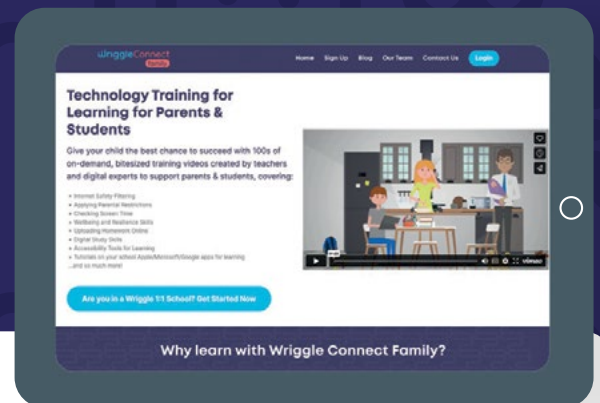 WriggleConnect
family
Home Sign Up Blog Our Team Contact Us Login
Technology Training for
Learning for Parents &
Students
Give your child the best chance to succeed with 100s of
on-demand, bitesized training videos created by teachers
and digital experts to support parents & students, covering:
• Internet Safety Filtering
• Applying Parental Restrictions
• Checking Screen Time
• Wellbeing and Resilience Skills
• Uploading Homework Online
• Digital Study Skills
• Accessibility Tools for Learning
• Tutorials on your school Apple/Microsoft/Google apps for learning
...and so much more!
vimeo
Are you in a Wriggle 1:1 School? Get Started Now
Why learn with Wriggle Connect Family?